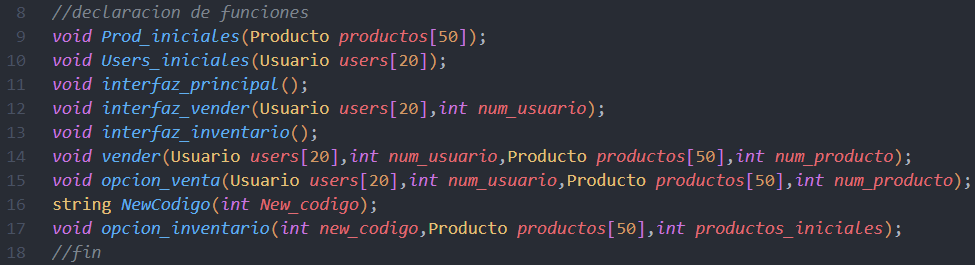 8 //declaracion de funciones
9 void Prod_iniciales(Producto productos[50]);
10 void Users_iniciales(Usuario users[20]);
11 void interfaz_principal();
12 void interfaz_vender(Usuario users[20],int num_usuario);
13 void interfaz_inventario();
14 void vender(Usuario users[20],int num_usuario,Producto productos[50],int num_producto);
15 void opcion_venta(Usuario users[20],int num_usuario,Producto productos[50],int num_producto);
16 string NewCodigo(int New_codigo);
17 void opcion_inventario(int new_codigo,Producto productos[50],int productos_iniciales);
18 //fin